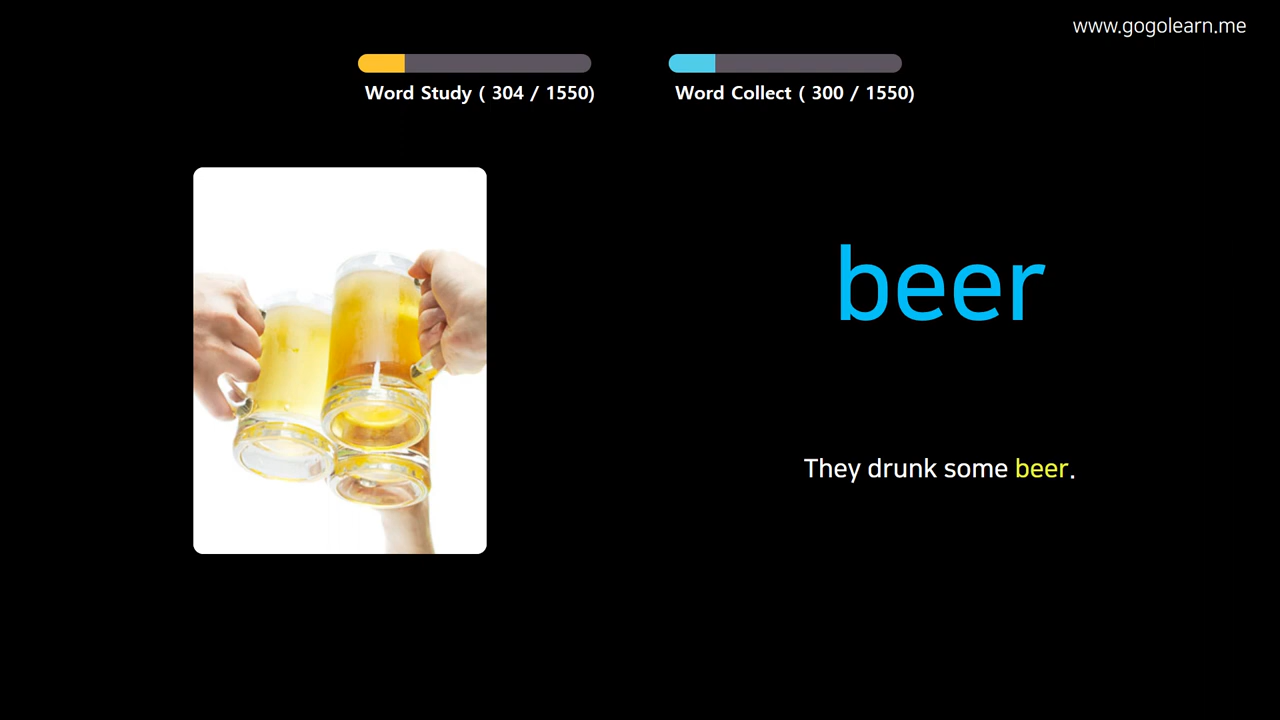 www.gogolearn.me
Word Study ( 304 / 1550)
Word Collect ( 300 / 1550)
beer
They drunk some beer.